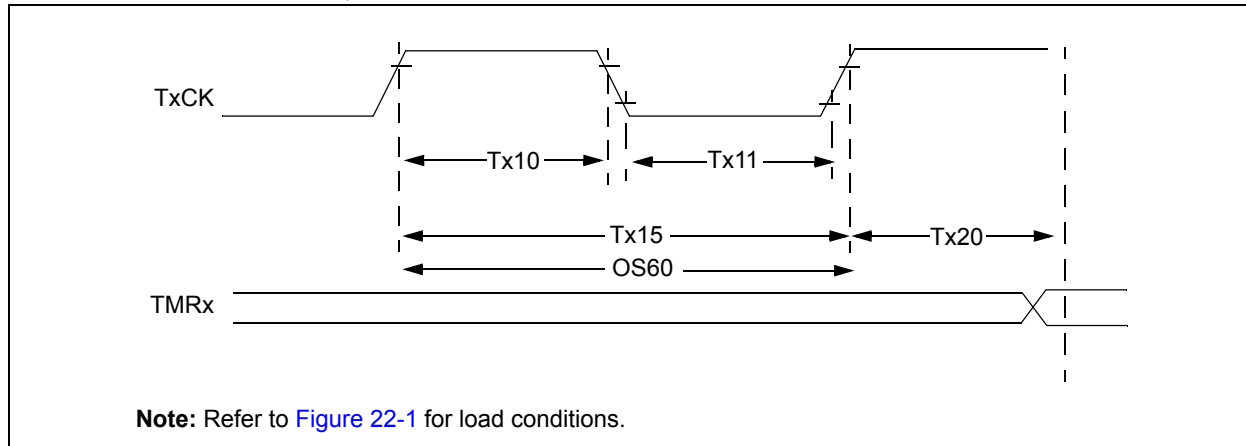 TxCK
Tx10
Tx11
Tx15
Tx20
OS60
TMRx
Note: Refer to Figure 22-1 for load conditions.